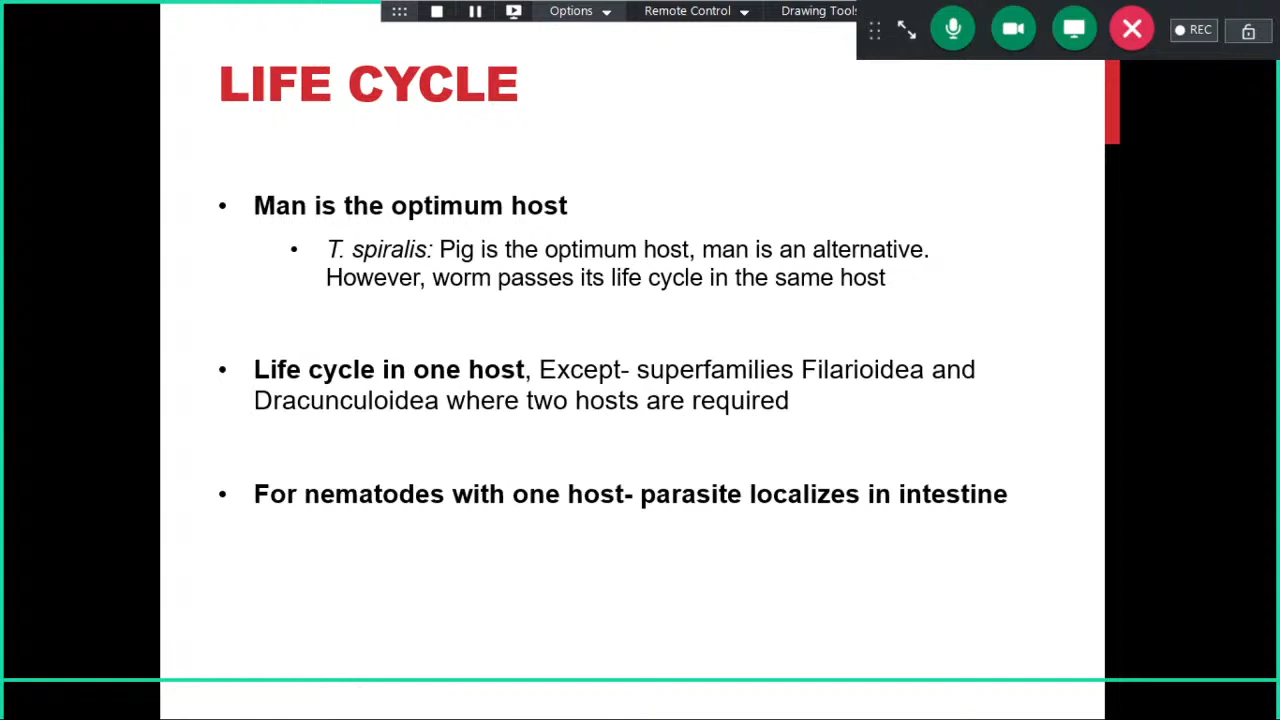 Options
Remote Control
Drawing Tools
REC
LIFE CYCLE
• Man is the optimum host
• T. spiralis: Pig is the optimum host, man is an alternative.
However, worm passes its life cycle in the same host
• Life cycle in one host, Except- superfamilies Filarioidea and
Dracunculoidea where two hosts are required
• For nematodes with one host- parasite localizes in intestine